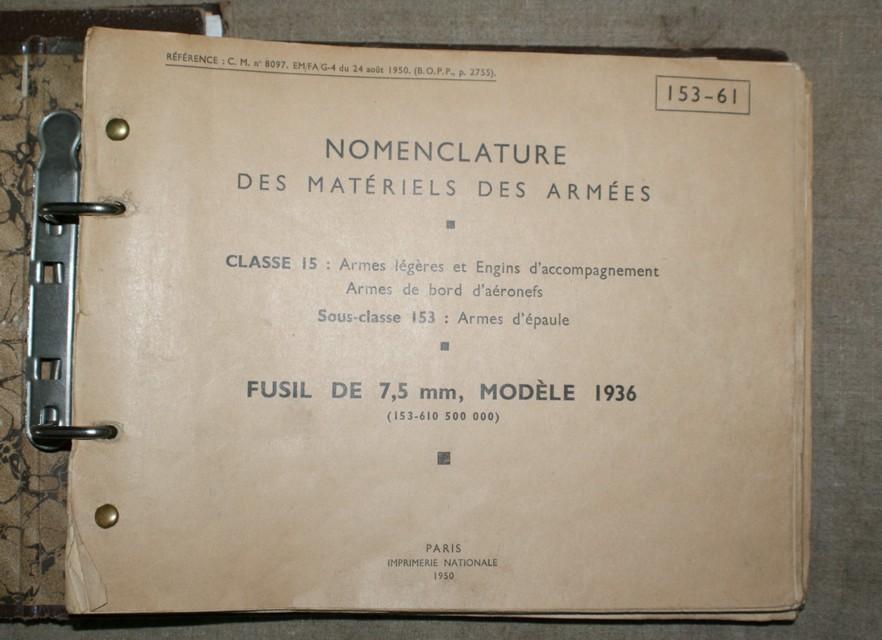 RÉFÉRENCE : C. M. n° 8097. EM/FA/G-4 du 24 août 1950. (B.O.P.P., p. 2755).
153-61
NOMENCLATURE
DES MATÉRIELS DES ARMÉES
CLASSE 15 : Armes légères et Engins d'accompagnement
Armes de bord d'aéronefs
Sous-classe 153 : Armes d'épaule
FUSIL DE 7,5 mm, MODÈLE 1936
(153-610 500 000)
PARIS
IMPRIMERIE NATIONALE
1950